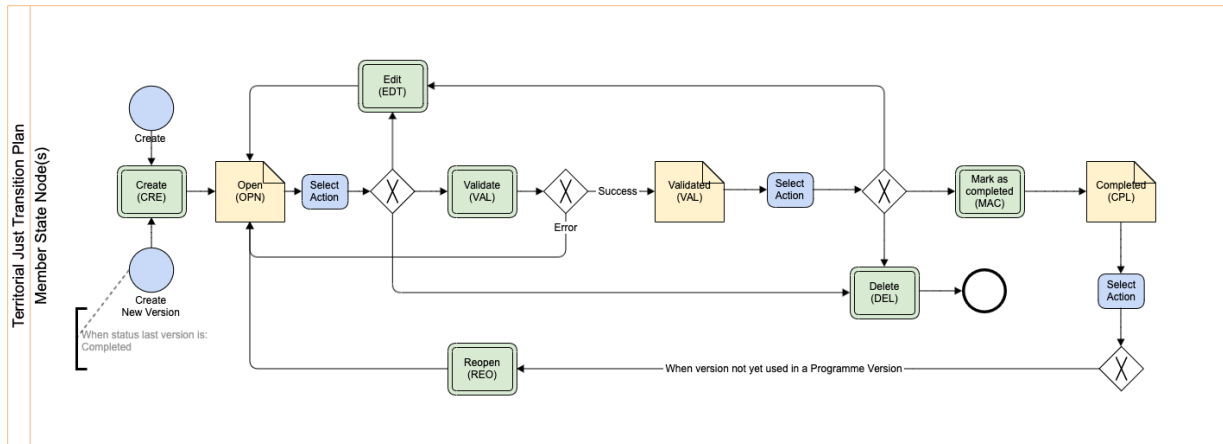 Territorial Just Transition Plan
Member State Node(s)
Create
Create
(CRE)
Create
New Version
When status last version is:
Completed
Open
(OPN)
Select
Action
Edit
(EDT)
Validate
(VAL)
Success
Error
Validated
(VAL)
Select
Action
Mark as
completed
(MAC)
Completed
(CPL)
Delete
(DEL)
Select
Action
When version not yet used in a Programme Version
Reopen
(REO)